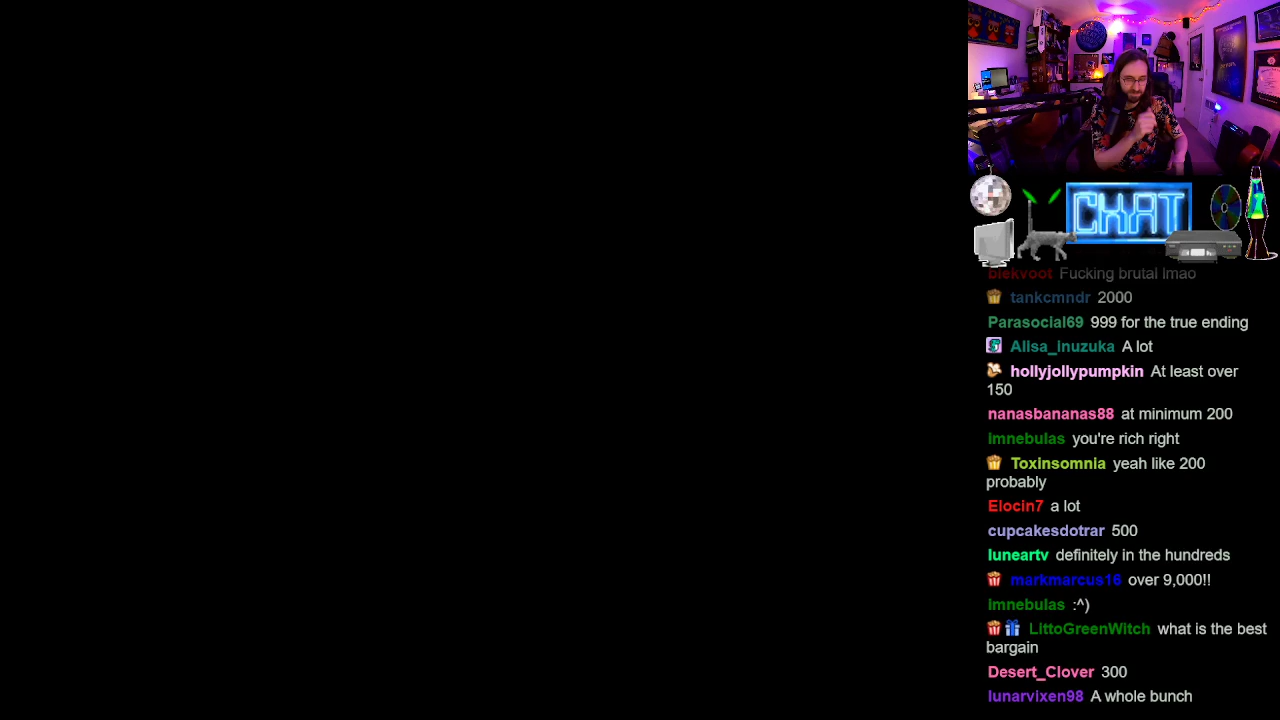 CHAT
blekvoot Fucking brutal lmao
tankcmndr 2000
Parasocial69 999 for the true ending
Alisa_inuzuka A lot
hollyjollypumpkin At least over
150
nanasbananas88 at minimum 200
imnebulas you're rich right
Toxinsomnia yeah like 200
probably
Elocin7 a lot
cupcakesdotrar 500
luneartv definitely in the hundreds
markmarcus16 over 9,000!!
imnebulas :^)
LittoGreenWitch what is the best
bargain
Desert_Clover 300
lunarvixen98 A whole bunch